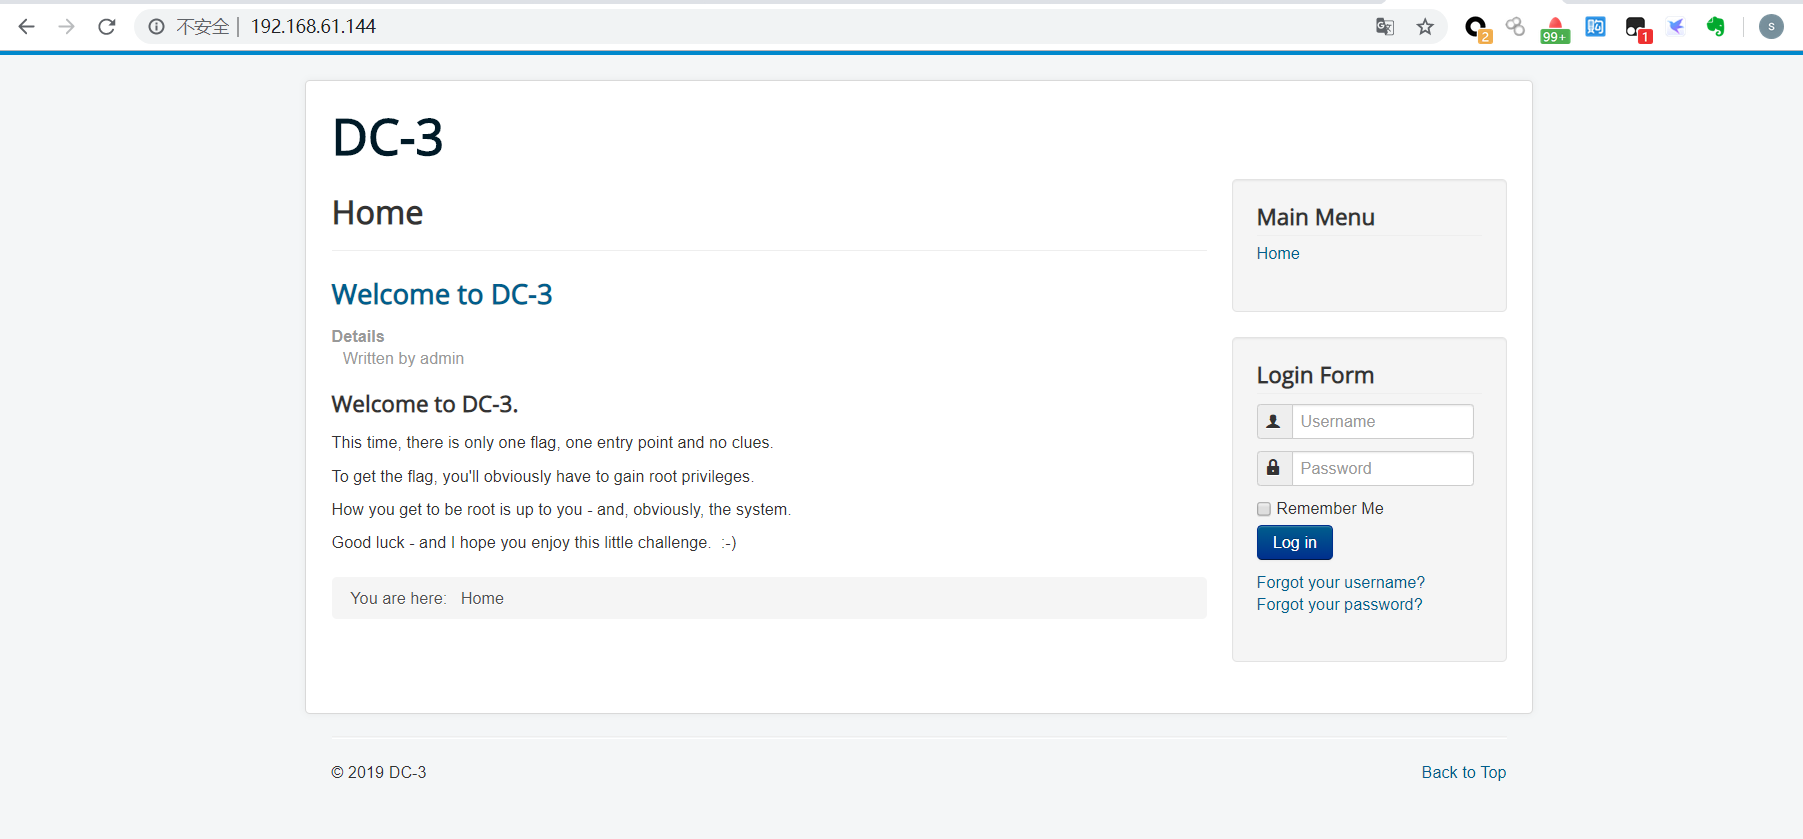 不安全 | 192.168.61.144
2
99+
1
S
DC-3
Home
Welcome to DC-3
Details
Written by admin
Welcome to DC-3.
This time, there is only one flag, one entry point and no clues.
To get the flag, you'll obviously have to gain root privileges.
How you get to be root is up to you - and, obviously, the system.
Good luck - and I hope you enjoy this little challenge.  :-)
You are here: Home
Main Menu
Home
Login Form
Username
Password
Remember Me
Log in
Forgot your username?
Forgot your password?
© 2019 DC-3
Back to Top